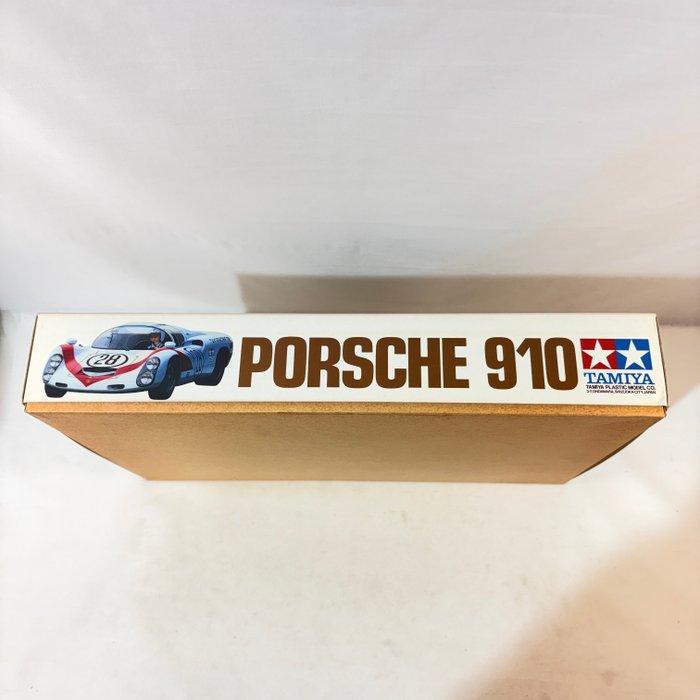 28
PORSCHE 910
TAMIYA
TAMIYA PLASTIC MODEL CO.